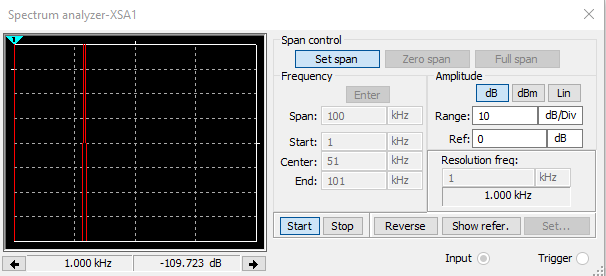 Spectrum analyzer-XSA1
1
Span control
Set span
Zero span
Full span
Frequency
Enter
Span: 100 kHz
Start: 1 kHz
Center: 51 kHz
End: 101 kHz
Amplitude
dB dBm Lin
Range: 10 dB/Div
Ref: 0 dB
Resolution freq:
1 kHz
1.000 kHz
1.000 kHz -109.723 dB
Start Stop Reverse Show refer. Set...
Input Trigger